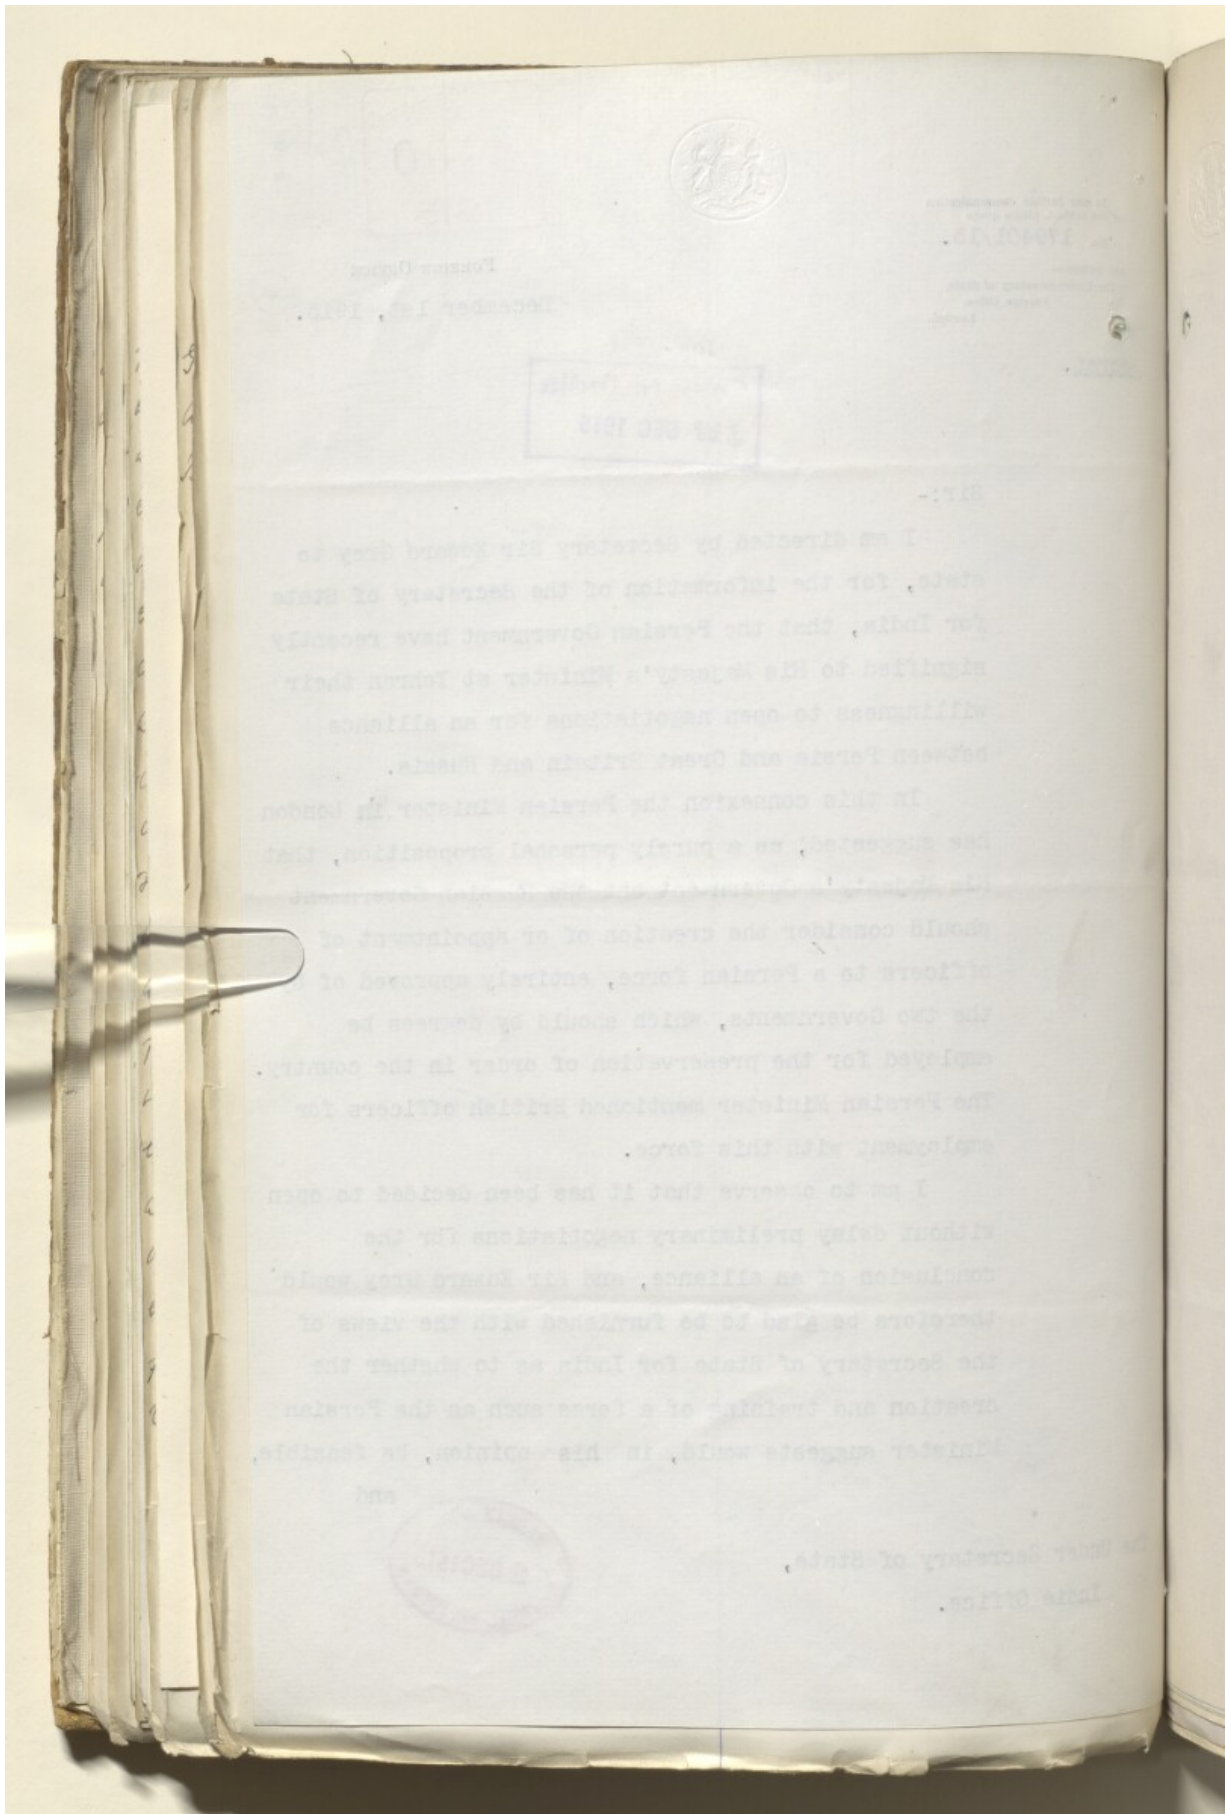 179401/15.
FOREIGN OFFICE
December 1st, 1915.
DEC 1915
Sir:-
I am directed by Secretary Sir Edward Grey to
state, for the information of the Secretary of State
for India, that the Persian Government have recently
signified to His Majesty's Minister at Tehran their
willingness to open negotiations for an alliance
between Persia and Great Britain and Russia.
In this connexion the Persian Minister in London
has suggested, as a purely personal proposition, that
His Majesty's Government and the Russian Government
should consider the creation of or appointment of
officers to a Persian force, entirely approved of by
the two Governments, which should by degrees be
employed for the preservation of order in the country.
The Persian Minister mentioned British officers for
employment with this force.
I am to observe that it has been decided to open
without delay preliminary negotiations for the
conclusion of an alliance, and Sir Edward Grey would
therefore be glad to be furnished with the views of
the Secretary of State for India as to whether the
creation and training of a force such as the Persian
Minister suggests would, in his opinion, be feasible,
and
The Under Secretary of State,
India Office.